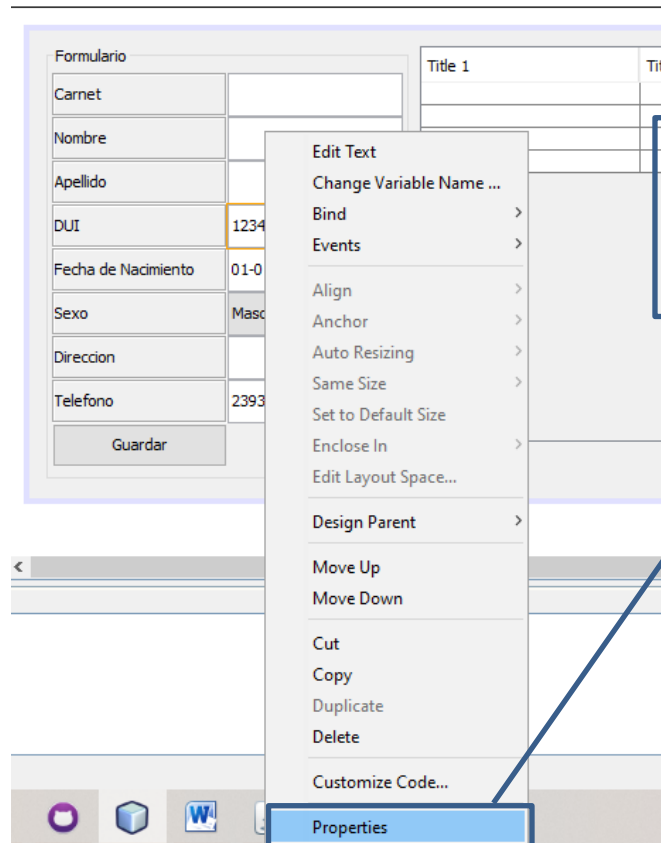 Formulario
Title 1
Carnet
Nombre
Apellido
DUI
1234
Fecha de Nacimiento
01-0
Sexo
Masc
Direccion
Telefono
2393
Guardar
Edit Text
Change Variable Name ...
Bind
Events
Align
Anchor
Auto Resizing
Same Size
Set to Default Size
Enclose In
Edit Layout Space...
Design Parent
Move Up
Move Down
Cut
Copy
Duplicate
Delete
Customize Code...
Properties
W